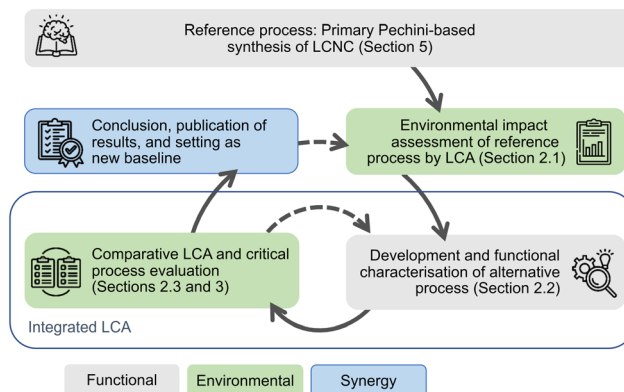 Reference process: Primary Pechini-based
synthesis of LCNC (Section 5)
Conclusion, publication of
results, and setting as
new baseline
Environmental impact
assessment of reference
process by LCA (Section 2.1)
Comparative LCA and critical
process evaluation
(Sections 2.3 and 3)
Development and functional
characterisation of alternative
process (Section 2.2)
Integrated LCA
Functional
Environmental
Synergy